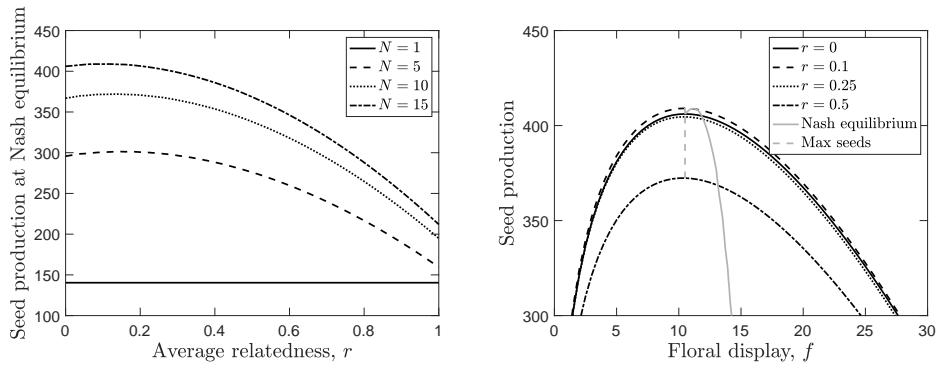 Seed production at Nash equilibrium
450
400
350
300
250
200
150
100
0
0.2
0.4
0.6
0.8
1
Average relatedness, r
N = 1
N = 5
N = 10
N = 15
Seed production
450
400
350
300
0
5
10
15
20
25
30
Floral display, f
r = 0
r = 0.1
r = 0.25
r = 0.5
Nash equilibrium
Max seeds